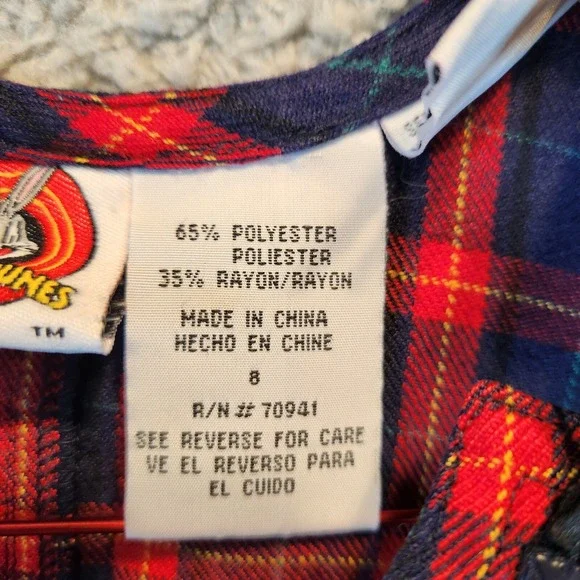 65% POLYESTER
POLIESTER
35% RAYON/RAYON
MADE IN CHINA
HECHO EN CHINE
8
R/N # 70941
SEE REVERSE FOR CARE
VE EL REVERSO PARA
EL CUIDO
TM